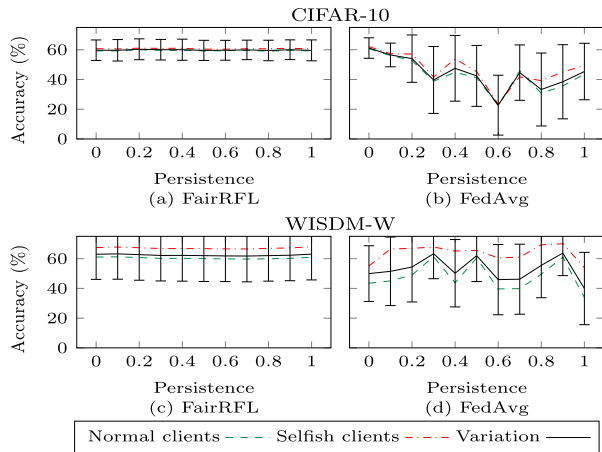 CIFAR-10
Accuracy (%)
60
40
20
0
0 0.2 0.4 0.6 0.8 1
0 0.2 0.4 0.6 0.8 1
Persistence Persistence
(a) FairRFL (b) FedAvg
WISDM-W
Accuracy (%)
60
40
20
0
0 0.2 0.4 0.6 0.8 1
0 0.2 0.4 0.6 0.8 1
Persistence Persistence
(c) FairRFL (d) FedAvg
Normal clients Selfish clients Variation